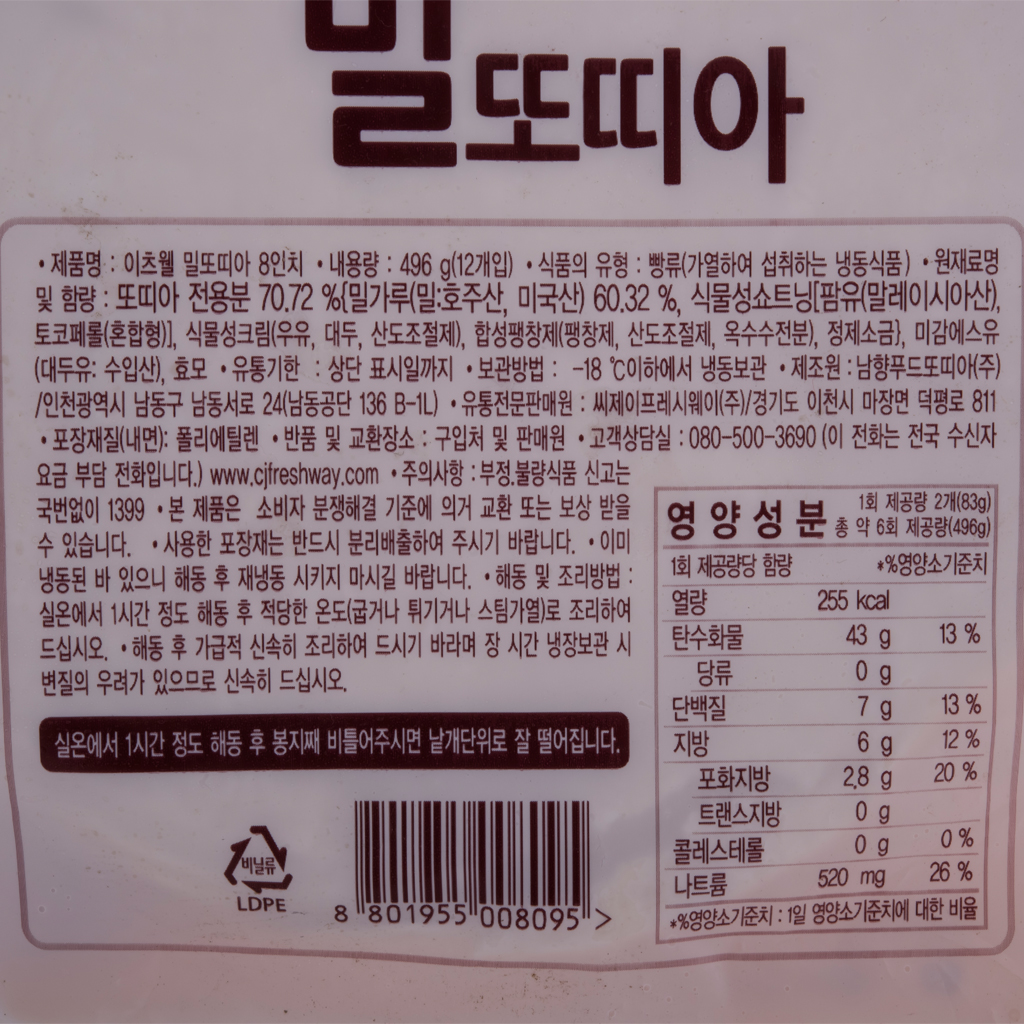 밀또띠아
• 제품명 : 이츠웰 밀또띠아 8인치 • 내용량 : 496 g(12개입) • 식품의 유형 : 빵류(가열하여 섭취하는 냉동식품) • 원재료명
및 함량 : 또띠아 전용분 70.72 %{밀가루(밀:호주산, 미국산) 60.32 %, 식물성쇼트닝[팜유(말레이시아산),
토코페롤(혼합형)], 식물성크림(우유, 대두, 산도조절제), 합성팽창제(팽창제, 산도조절제, 옥수수전분), 정제소금}, 미감에스유
(대두유: 수입산), 효모 • 유통기한 : 상단 표시일까지 • 보관방법 : -18 ℃이하에서 냉동보관 • 제조원 : 남향푸드또띠아(주)
/인천광역시 남동구 남동서로 24(남동공단 136 B-1L) • 유통전문판매원 : 씨제이프레시웨이(주)/경기도 이천시 마장면 덕평로 811
• 포장재질(내면): 폴리에틸렌 • 반품 및 교환장소 : 구입처 및 판매원 • 고객상담실 : 080-500-3690 (이 전화는 전국 수신자
요금 부담 전화입니다.) www.cjfreshway.com • 주의사항 : 부정.불량식품 신고는
국번없이 1399 • 본 제품은 소비자 분쟁해결 기준에 의거 교환 또는 보상 받을
수 있습니다. • 사용한 포장재는 반드시 분리배출하여 주시기 바랍니다. • 이미
냉동된 바 있으니 해동 후 재냉동 시키지 마시길 바랍니다. • 해동 및 조리방법 :
실온에서 1시간 정도 해동 후 적당한 온도(굽거나 튀기거나 스팀가열)로 조리하여
드십시오. • 해동 후 가급적 신속히 조리하여 드시기 바라며 장 시간 냉장보관 시
변질의 우려가 있으므로 신속히 드십시오.
실온에서 1시간 정도 해동 후 봉지째 비틀어주시면 낱개단위로 잘 떨어집니다.
비닐류
LDPE
8 801955 008095 >
영양성분 1회 제공량 2개(83g)
총 약 6회 제공량(496g)
1회 제공량당 함량 *%영양소기준치
열량 255 kcal
탄수화물 43 g 13 %
당류 0 g
단백질 7 g 13 %
지방 6 g 12 %
포화지방 2.8 g 20 %
트랜스지방 0 g
콜레스테롤 0 g 0 %
나트륨 520 mg 26 %
*%영양소기준치 : 1일 영양소기준치에 대한 비율